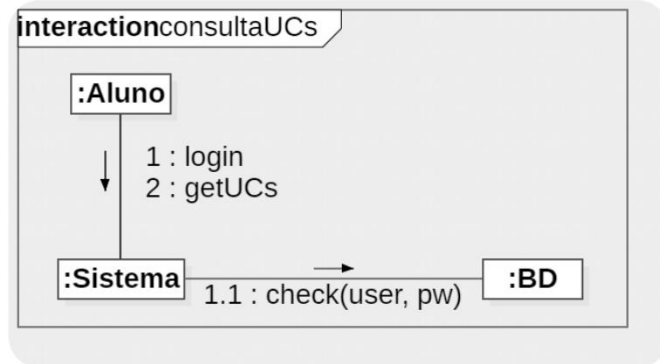 interactionconsultaUCs
:Aluno
1 : login
2 : getUCs
:Sistema
1.1 : check(user, pw)
:BD